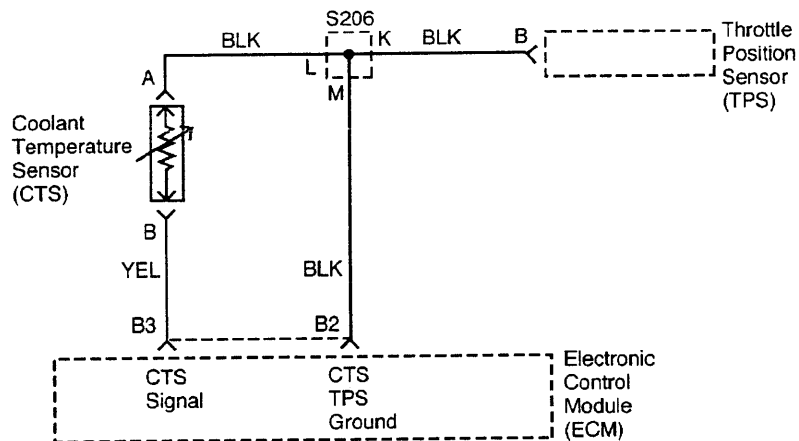 S206
BLK
K
BLK
B
Throttle
Position
Sensor
(TPS)
L
A
M
Coolant
Temperature
Sensor
(CTS)
B
YEL
BLK
B3
B2
CTS
Signal
CTS
TPS
Ground
Electronic
Control
Module
(ECM)